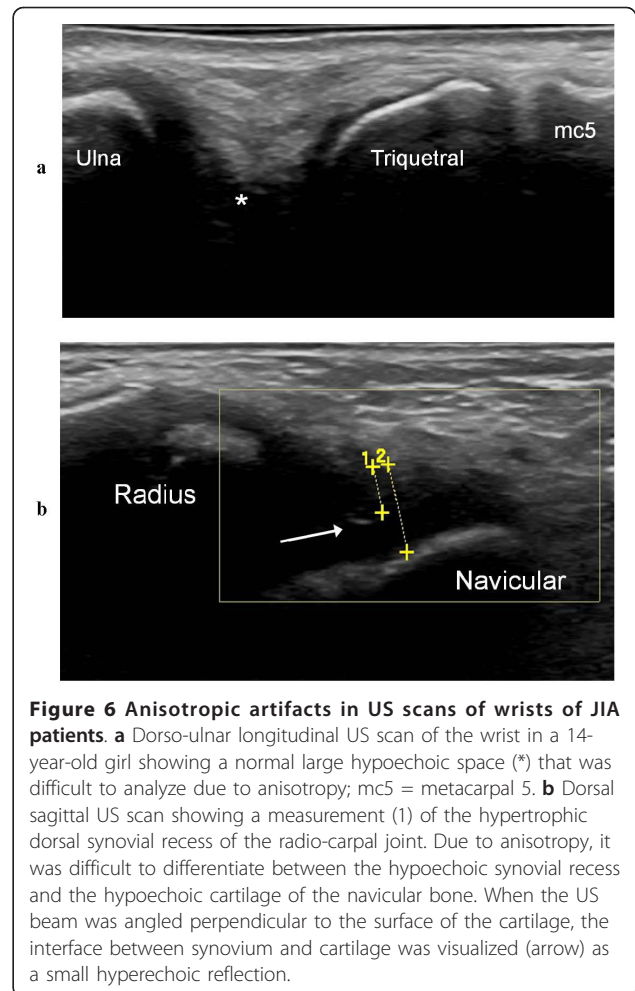 Ulna
Triquetral
mc5
a
*
1 2
Radius
b
Navicular
Figure 6 Anisotropic artifacts in US scans of wrists of JIA
patients. a Dorso-ulnar longitudinal US scan of the wrist in a 14-
year-old girl showing a normal large hypoechoic space (*) that was
difficult to analyze due to anisotropy; mc5 = metacarpal 5. b Dorsal
sagittal US scan showing a measurement (1) of the hypertrophic
dorsal synovial recess of the radio-carpal joint. Due to anisotropy, it
was difficult to differentiate between the hypoechoic synovial recess
and the hypoechoic cartilage of the navicular bone. When the US
beam was angled perpendicular to the surface of the cartilage, the
interface between synovium and cartilage was visualized (arrow) as
a small hyperechoic reflection.